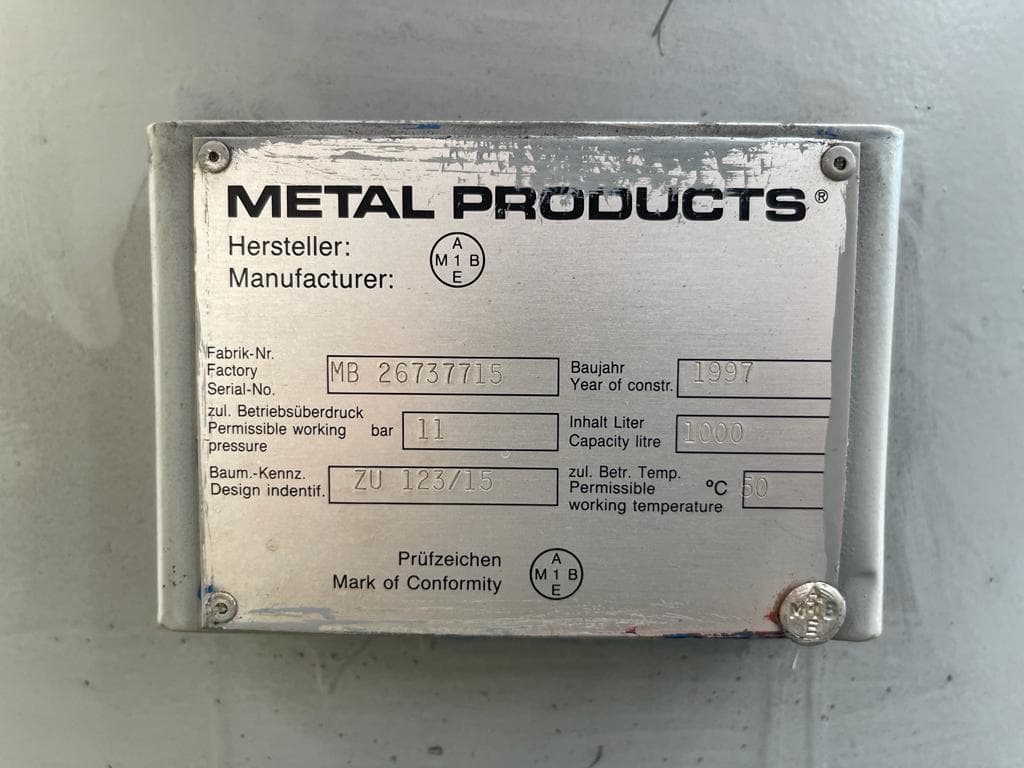 METAL PRODUCTS®
Hersteller:
Manufacturer:
A
M 1 B
E
Fabrik-Nr.
Factory
Serial-No.
MB 26737715
Baujahr
Year of constr.
1997
zul. Betriebsüberdruck
Permissible working
pressure
bar
11
Inhalt Liter
Capacity litre
1000
Baum.-Kennz.
Design indentif.
ZU 123/15
zul. Betr. Temp.
Permissible
working temperature
°C
50
Prüfzeichen
Mark of Conformity
A
M 1 B
E
A
M 1 B
E